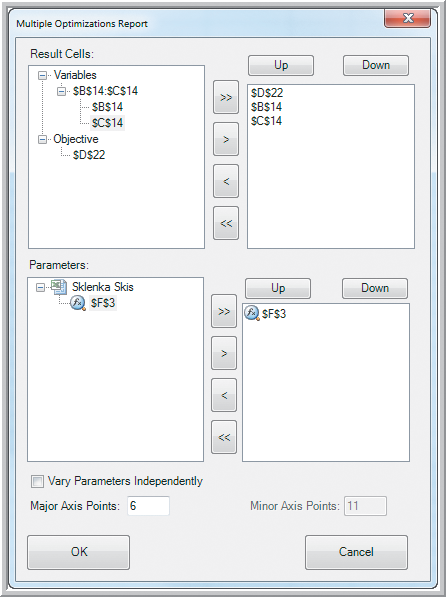 Multiple Optimizations Report
Result Cells:
Up
Down
Variables
$B$14:$C$14
$B$14
$C$14
Objective
$D$22
>>
>
<
<<
$D$22
$B$14
$C$14
Parameters:
Up
Down
Sklenka Skis
$F$3
>>
>
<
<<
$F$3
Vary Parameters Independently
Major Axis Points: 6
Minor Axis Points: 11
OK
Cancel